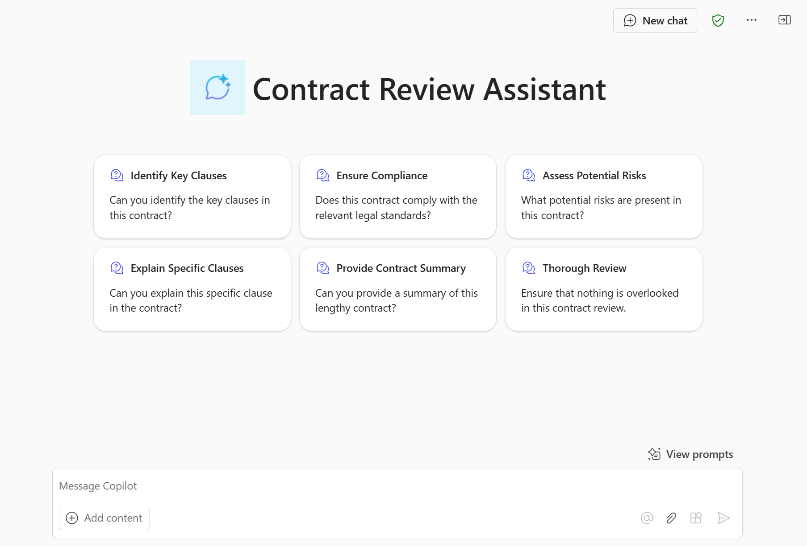 New chat
Contract Review Assistant
Identify Key Clauses
Can you identify the key clauses in
this contract?
Ensure Compliance
Does this contract comply with the
relevant legal standards?
Assess Potential Risks
What potential risks are present in
this contract?
Explain Specific Clauses
Can you explain this specific clause
in the contract?
Provide Contract Summary
Can you provide a summary of this
lengthy contract?
Thorough Review
Ensure that nothing is overlooked
in this contract review.
View prompts
Message Copilot
Add content